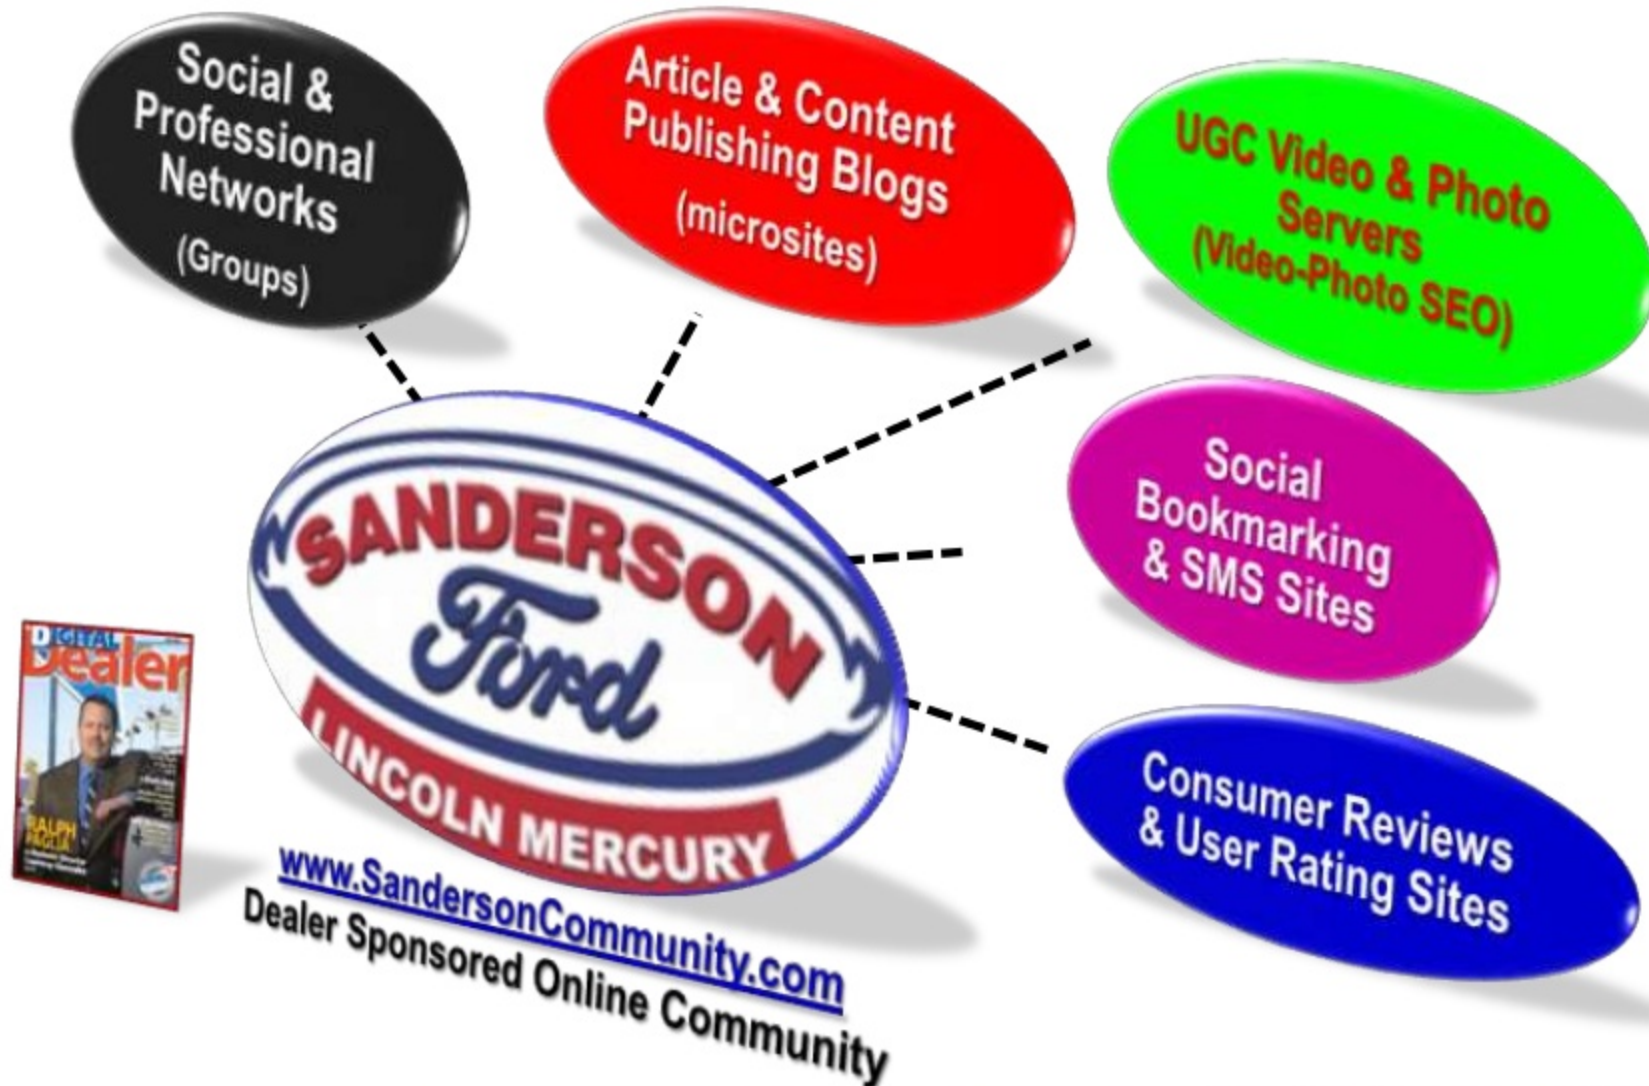 Social &
Professional
Networks
(Groups)
Article & Content
Publishing Blogs
(microsites)
UGC Video & Photo
Servers
(Video-Photo SEO)
Social
Bookmarking
& SMS Sites
Consumer Reviews
& User Rating Sites
SANDERSON
Ford
LINCOLN MERCURY
www.SandersonCommunity.com
Dealer Sponsored Online Community
DIGITAL
Dealer
RALPH
PAGLIA